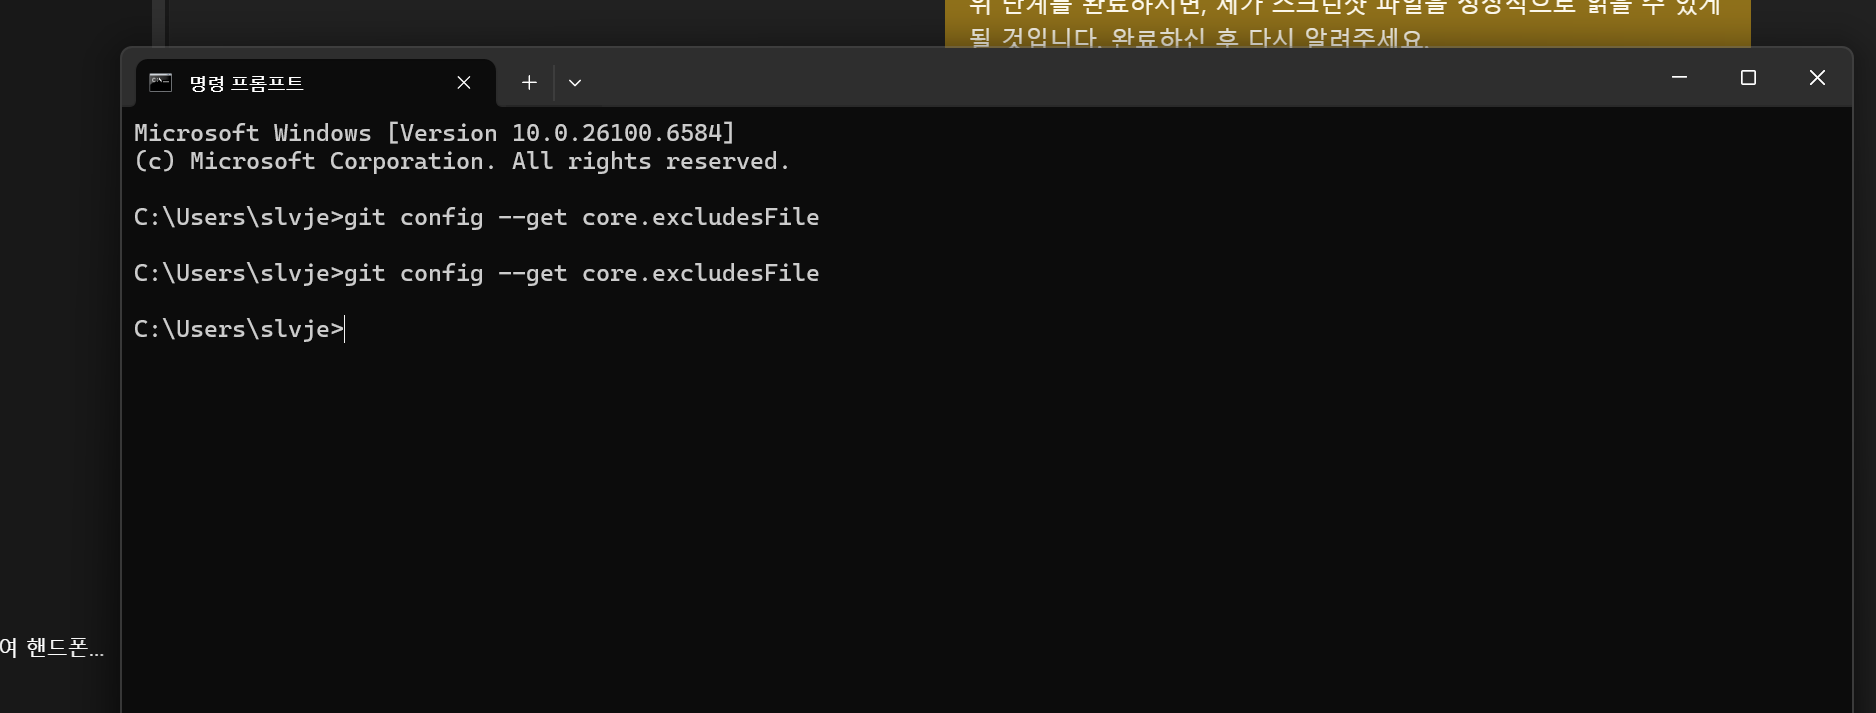 위 단계를 완료하시면, 제가 스크린샷 파일을 정상적으로 읽을 수 있게
될 것입니다. 완료하신 후 다시 알려주세요.
명령 프롬프트
Microsoft Windows [Version 10.0.26100.6584]
(c) Microsoft Corporation. All rights reserved.
C:\Users\slvje>git config --get core.excludesFile
C:\Users\slvje>git config --get core.excludesFile
C:\Users\slvje>
여 핸드폰...